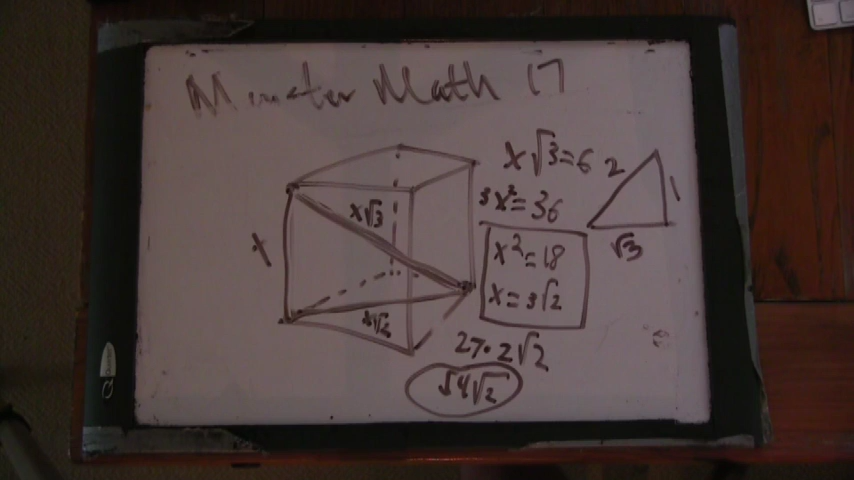 Monster Math 17
x√3=6
3x²=36
x²=18
x=3√2
27·2√2
54√2
x
x√3
x√2
2
1
√3